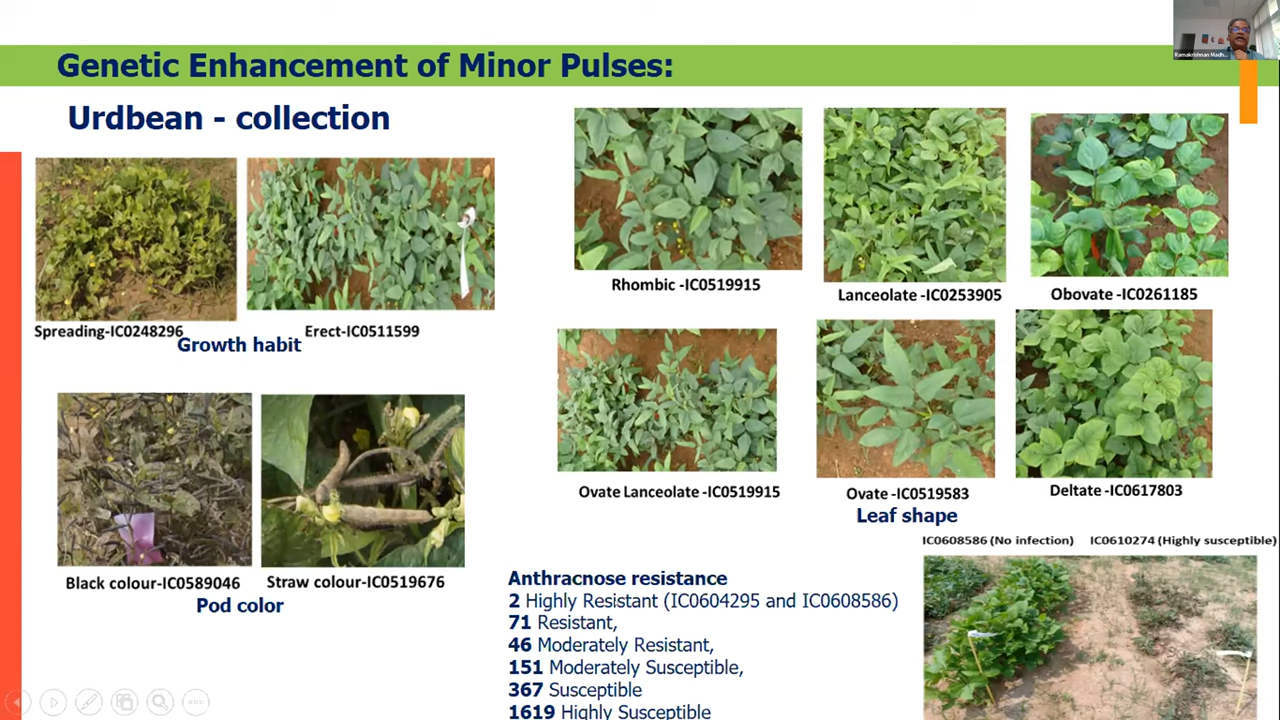 Ramakrishnan Madh...
Genetic Enhancement of Minor Pulses:
Urdbean - collection
Spreading-IC0248296
Erect-IC0511599
Growth habit
Black colour-IC0589046
Straw colour-IC0519676
Pod color
Rhombic -IC0519915
Lanceolate -IC0253905
Obovate -IC0261185
Ovate Lanceolate -IC0519915
Ovate -IC0519583
Deltate -IC0617803
Leaf shape
Anthracnose resistance
2 Highly Resistant (IC0604295 and IC0608586)
71 Resistant,
46 Moderately Resistant,
151 Moderately Susceptible,
367 Susceptible
1619 Highly Susceptible
IC0608586 (No infection)
IC0610274 (Highly susceptible)